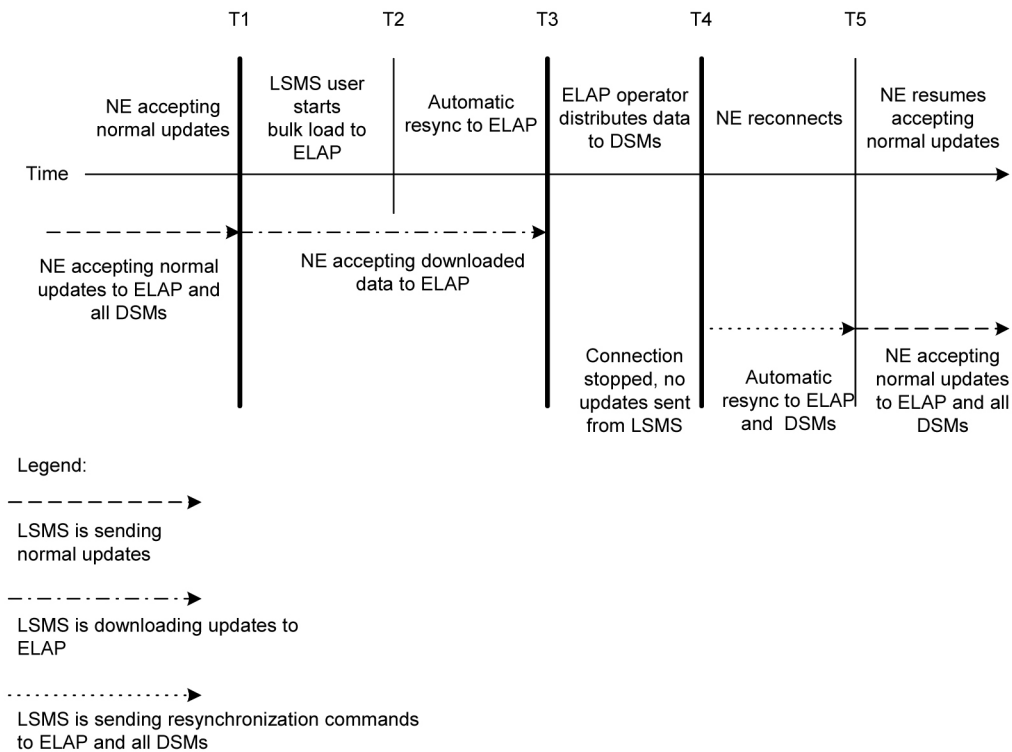 T1
T2
T3
T4
T5
NE accepting
normal updates
LSMS user
starts
bulk load to
ELAP
Automatic
resync to ELAP
ELAP operator
distributes data
to DSMs
NE reconnects
NE resumes
accepting
normal updates
Time
NE accepting normal
updates to ELAP and
all DSMs
NE accepting downloaded
data to ELAP
Connection
stopped, no
updates sent
from LSMS
Automatic
resync to ELAP
and DSMs
NE accepting
normal updates
to ELAP and all
DSMs
Legend:
LSMS is sending
normal updates
LSMS is downloading updates to
ELAP
LSMS is sending resynchronization commands
to ELAP and all DSMs